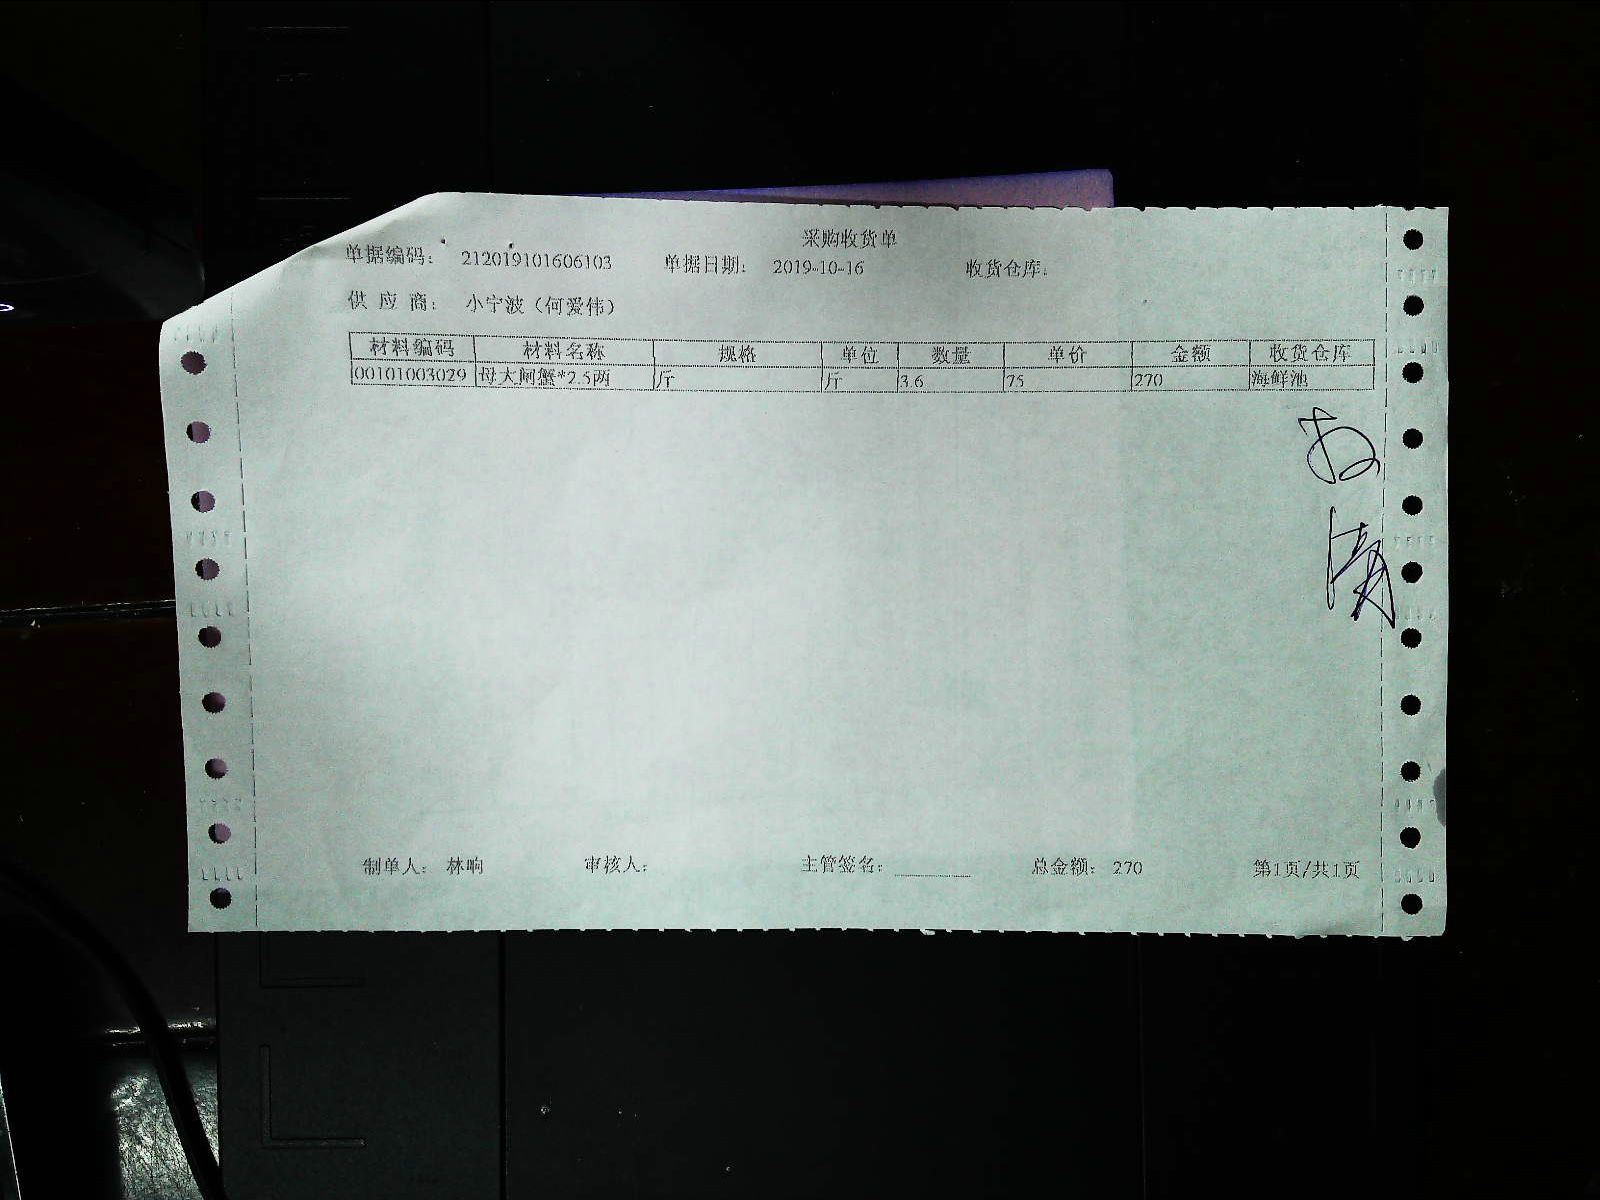 采购收货单
单据编码： 212019101606103 单据日期： 2019-10-16 收货仓库：
供 应 商： 小宁波（何爱伟）
材料编码 材料名称 规格 单位 数量 单价 金额 收货仓库
00101003029 母大闸蟹*2.5两 斤 斤 3.6 75 270 海鲜池
制单人： 林响 审核人： 主管签名： 总金额： 270 第1页/共1页